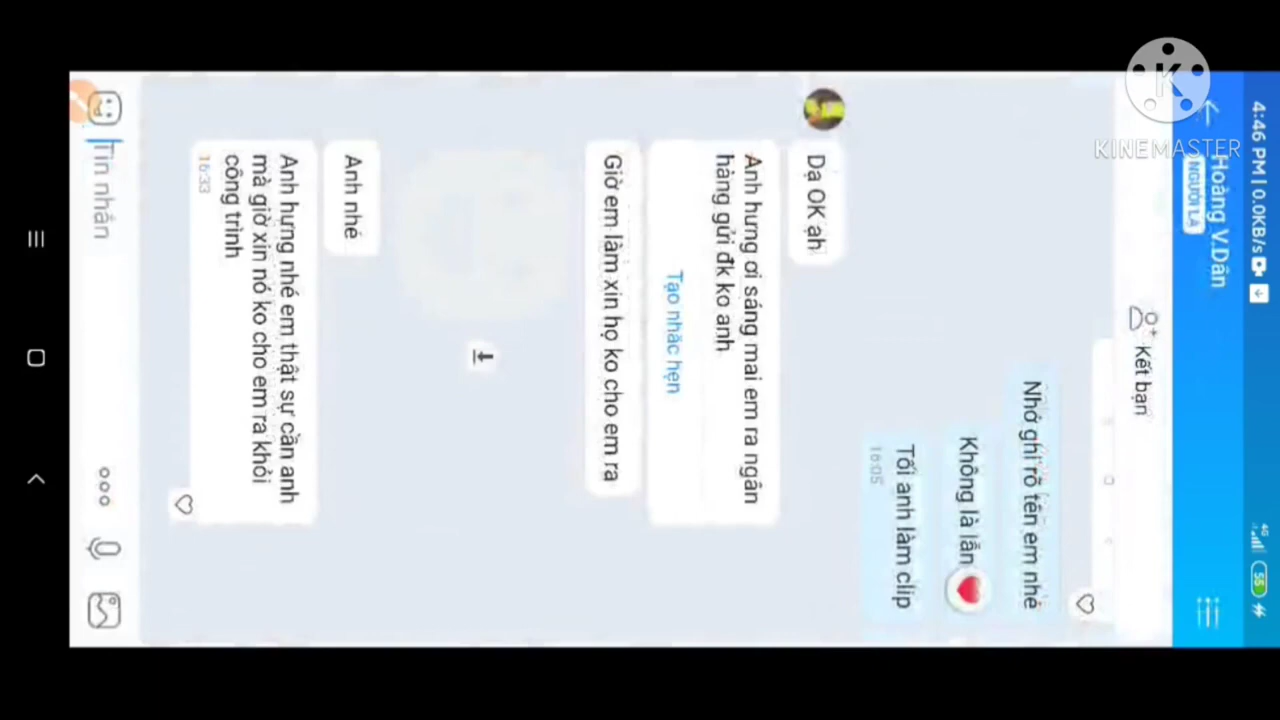 4:46 PM | 0.0KB/s
4G
55
Hoàng V.Dân
NGƯỜI LẠ
Kết bạn
Nhớ ghi rõ tên em nhé
Không là lẫn
Tối anh làm clip
16:05
Dạ OK ah
Anh hưng ơi sáng mai em ra ngân
hàng gửi đk ko anh
Tạo nhắc hẹn
Giờ em làm xin họ ko cho em ra
Anh nhé
Anh hưng nhé em thật sự cần anh
mà giờ xin nó ko cho em ra khỏi
công trình
16:33
Tin nhắn
K
KINEMASTER